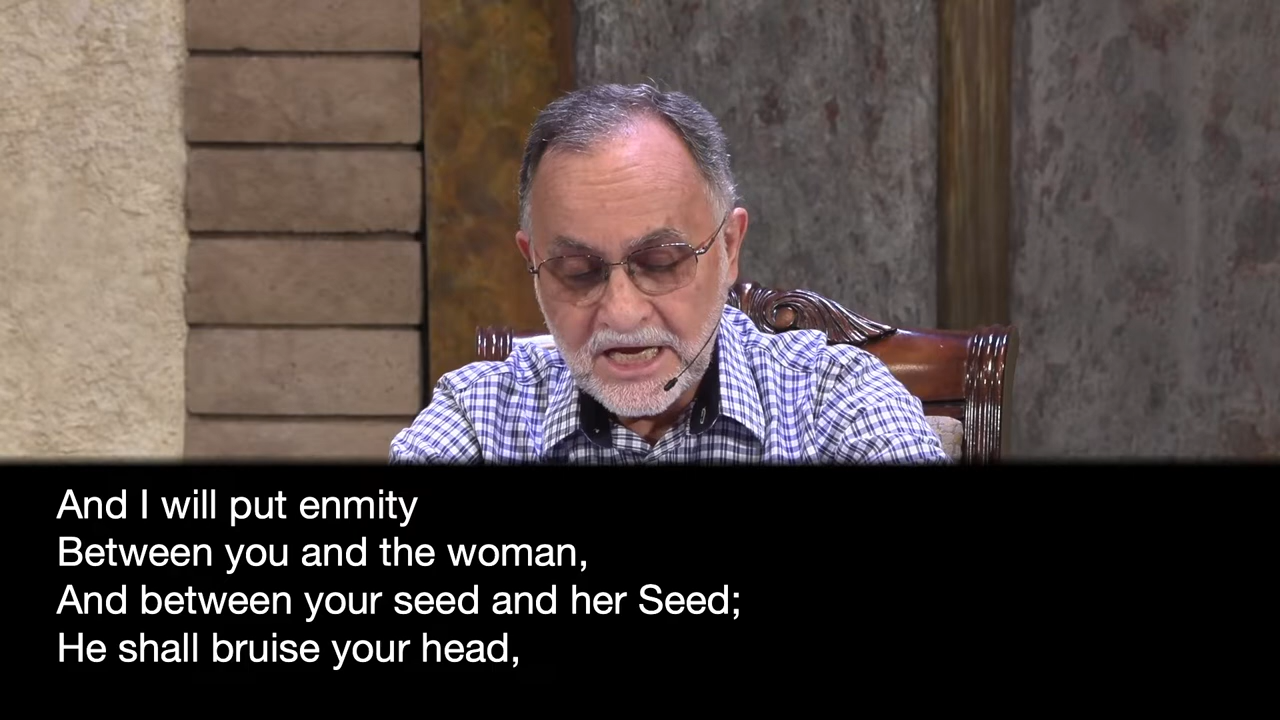 And I will put enmity
Between you and the woman,
And between your seed and her Seed;
He shall bruise your head,